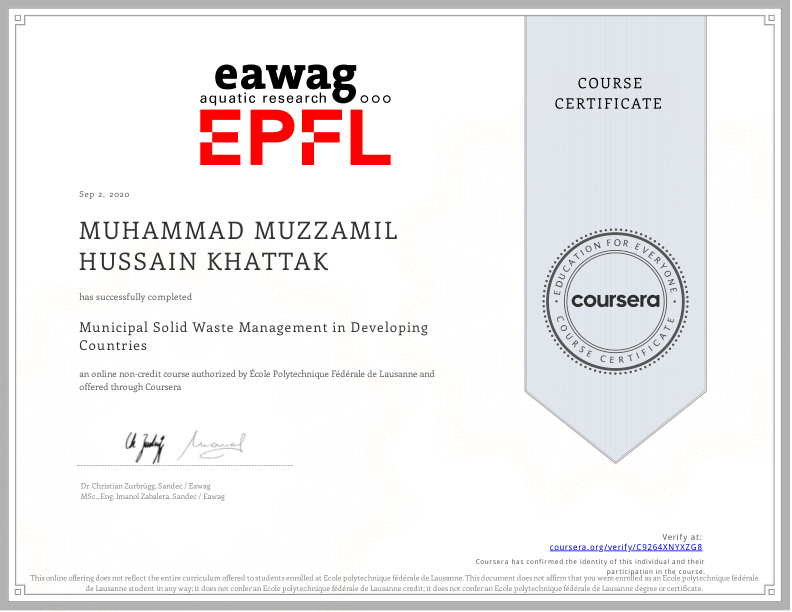 eawag
aquatic research ooo
EPFL
COURSE
CERTIFICATE
Sep 2, 2020
MUHAMMAD MUZZAMIL
HUSSAIN KHATTAK
has successfully completed
Municipal Solid Waste Management in Developing
Countries
an online non-credit course authorized by École Polytechnique Fédérale de Lausanne and
offered through Coursera
EDUCATION FOR EVERYONE
coursera
COURSE CERTIFICATE
Dr. Christian Zurbrügg, Sandec / Eawag
MSc., Eng. Imanol Zabaleta, Sandec / Eawag
Verify at:
coursera.org/verify/C9264XNYXZG8
Coursera has confirmed the identity of this individual and their
participation in the course.
This online offering does not reflect the entire curriculum offered to students enrolled at Ecole polytechnique fédérale de Lausanne. This document does not affirm that you were enrolled as an Ecole polytechnique fédérale
de Lausanne student in any way; it does not confer an Ecole polytechnique fédérale de Lausanne credit; it does not confer an Ecole polytechnique fédérale de Lausanne degree or certificate.